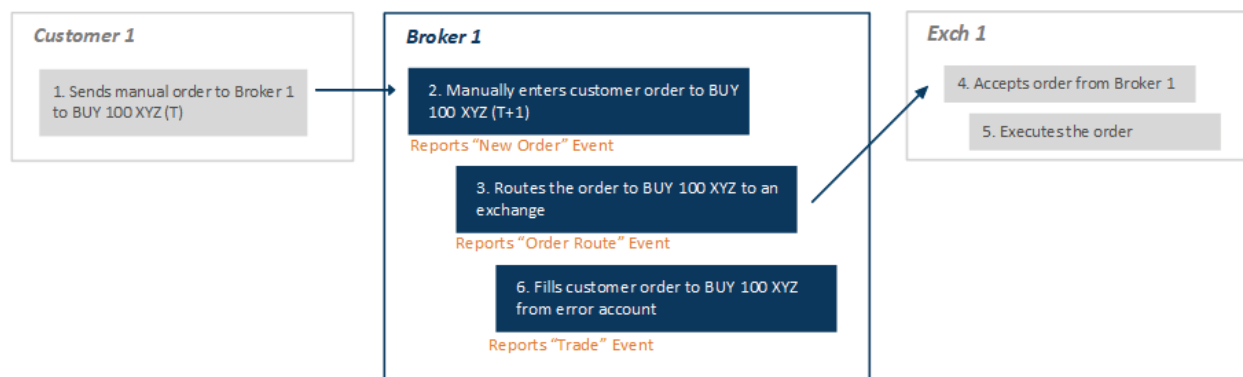 Customer 1
1. Sends manual order to Broker 1
to BUY 100 XYZ (T)
Broker 1
2. Manually enters customer order to BUY
100 XYZ (T+1)
Reports “New Order” Event
3. Routes the order to BUY 100 XYZ to an
exchange
Reports “Order Route” Event
Exch 1
4. Accepts order from Broker 1
5. Executes the order
6. Fills customer order to BUY 100 XYZ
from error account
Reports “Trade” Event